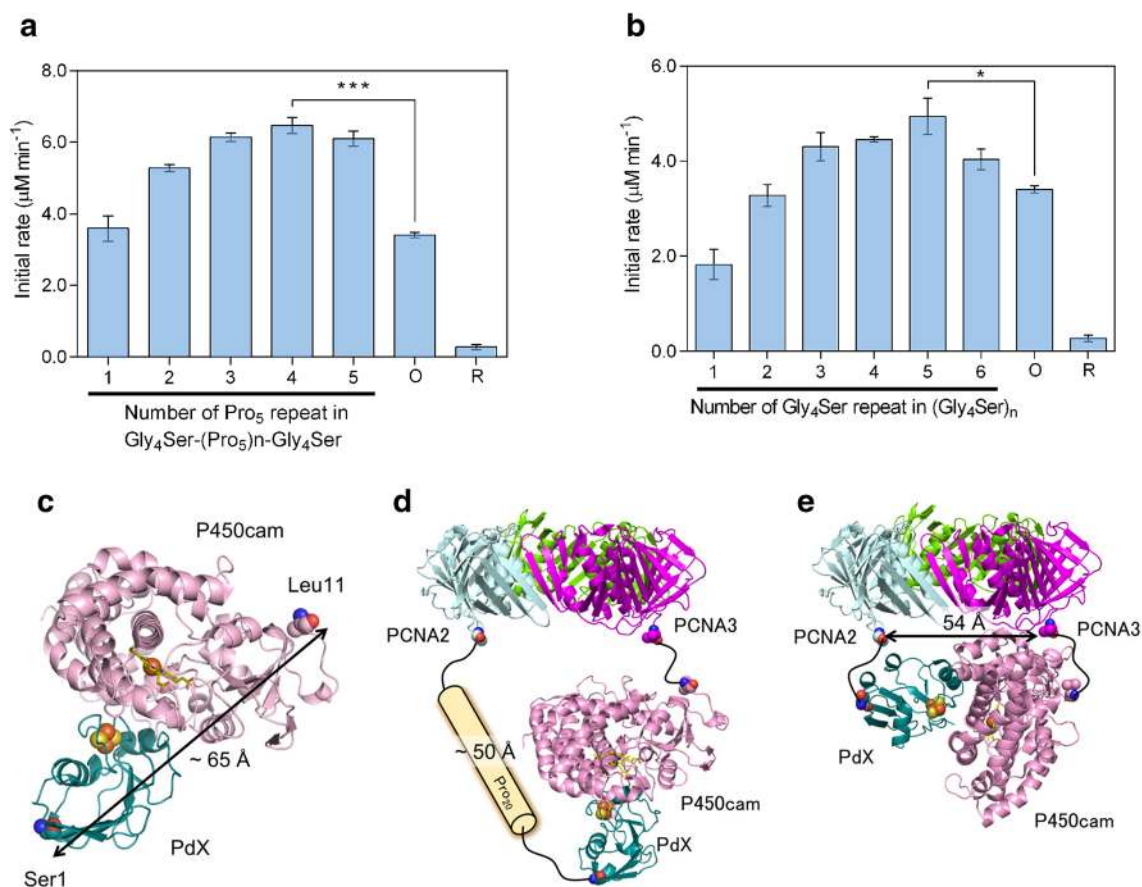 a
8.0
6.0
4.0
2.0
0.0
Initial rate (μM min⁻¹)
***
1 2 3 4 5 O R
Number of Pro₅ repeat in
Gly₄Ser-(Pro₅)n-Gly₄Ser
b
6.0
4.0
2.0
0.0
Initial rate (μM min⁻¹)
*
1 2 3 4 5 6 O R
Number of Gly₄Ser repeat in (Gly₄Ser)ₙ
c
P450cam
Leu11
~ 65 Å
PdX
Ser1
d
PCNA2
PCNA3
~ 50 Å
Pro₂₀
P450cam
PdX
e
PCNA2
54 Å
PCNA3
PdX
P450cam